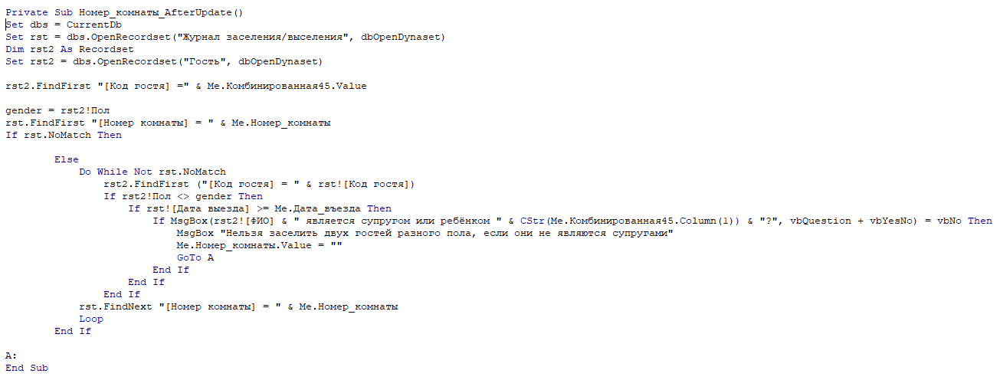 Private Sub Номер_комнаты_AfterUpdate()
Set dbs = CurrentDb
Set rst = dbs.OpenRecordset("Журнал заселения/выселения", dbOpenDynaset)
Dim rst2 As Recordset
Set rst2 = dbs.OpenRecordset("Гость", dbOpenDynaset)
rst2.FindFirst "[Код гостя] =" & Me.Комбинированная45.Value
gender = rst2!Пол
rst.FindFirst "[Номер комнаты] = " & Me.Номер_комнаты
If rst.NoMatch Then
Else
Do While Not rst.NoMatch
rst2.FindFirst ("[Код гостя] = " & rst![Код гостя])
If rst2!Пол <> gender Then
If rst![Дата выезда] >= Me.Дата_въезда Then
If MsgBox(rst2![ФИО] & " является супругом или ребёнком " & CStr(Me.Комбинированная45.Column(1)) & "?", vbQuestion + vbYesNo) = vbNo Then
MsgBox "Нельзя заселить двух гостей разного пола, если они не являются супругами"
Me.Номер_комнаты.Value = ""
GoTo A
End If
End If
End If
rst.FindNext "[Номер комнаты] = " & Me.Номер_комнаты
Loop
End If
A:
End Sub